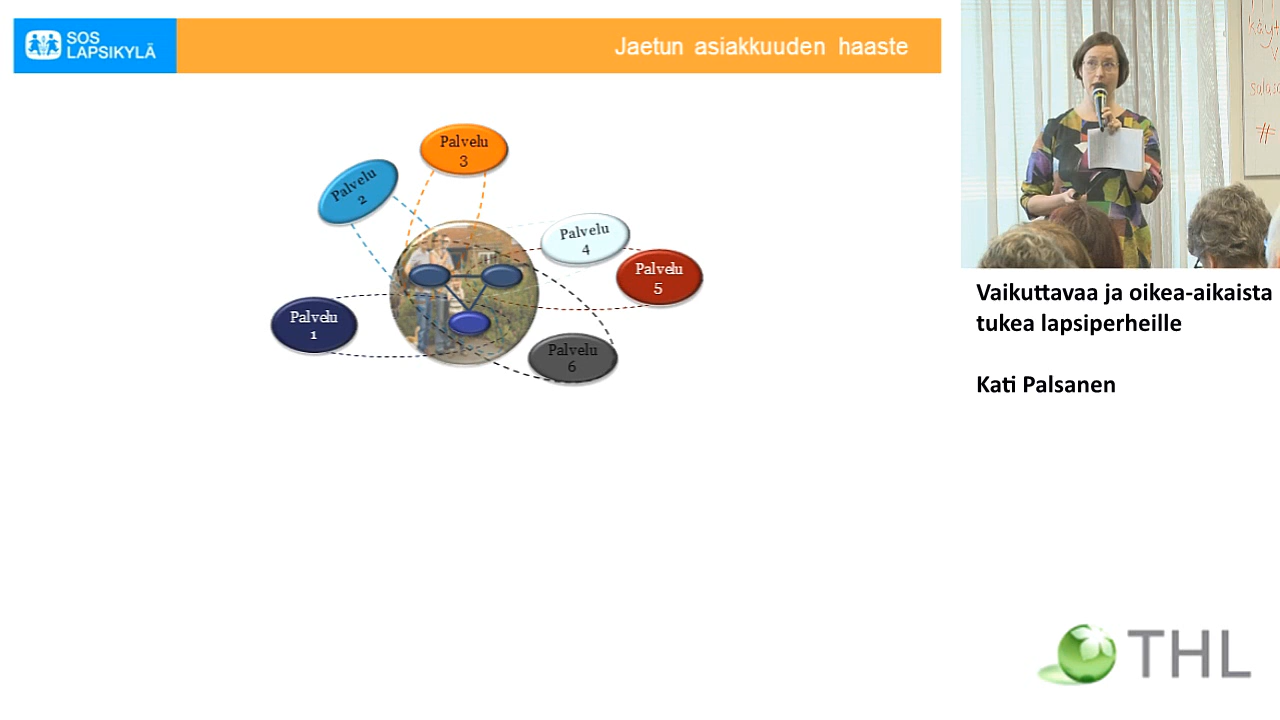 SOS
LAPSIKYLÄ
Jaetun asiakkuuden haaste
Palvelu
3
Palvelu
2
Palvelu
4
Palvelu
5
Palvelu
1
Palvelu
6
#
Vaikuttavaa ja oikea-aikaista
tukea lapsiperheille
Kati Palsanen
THL